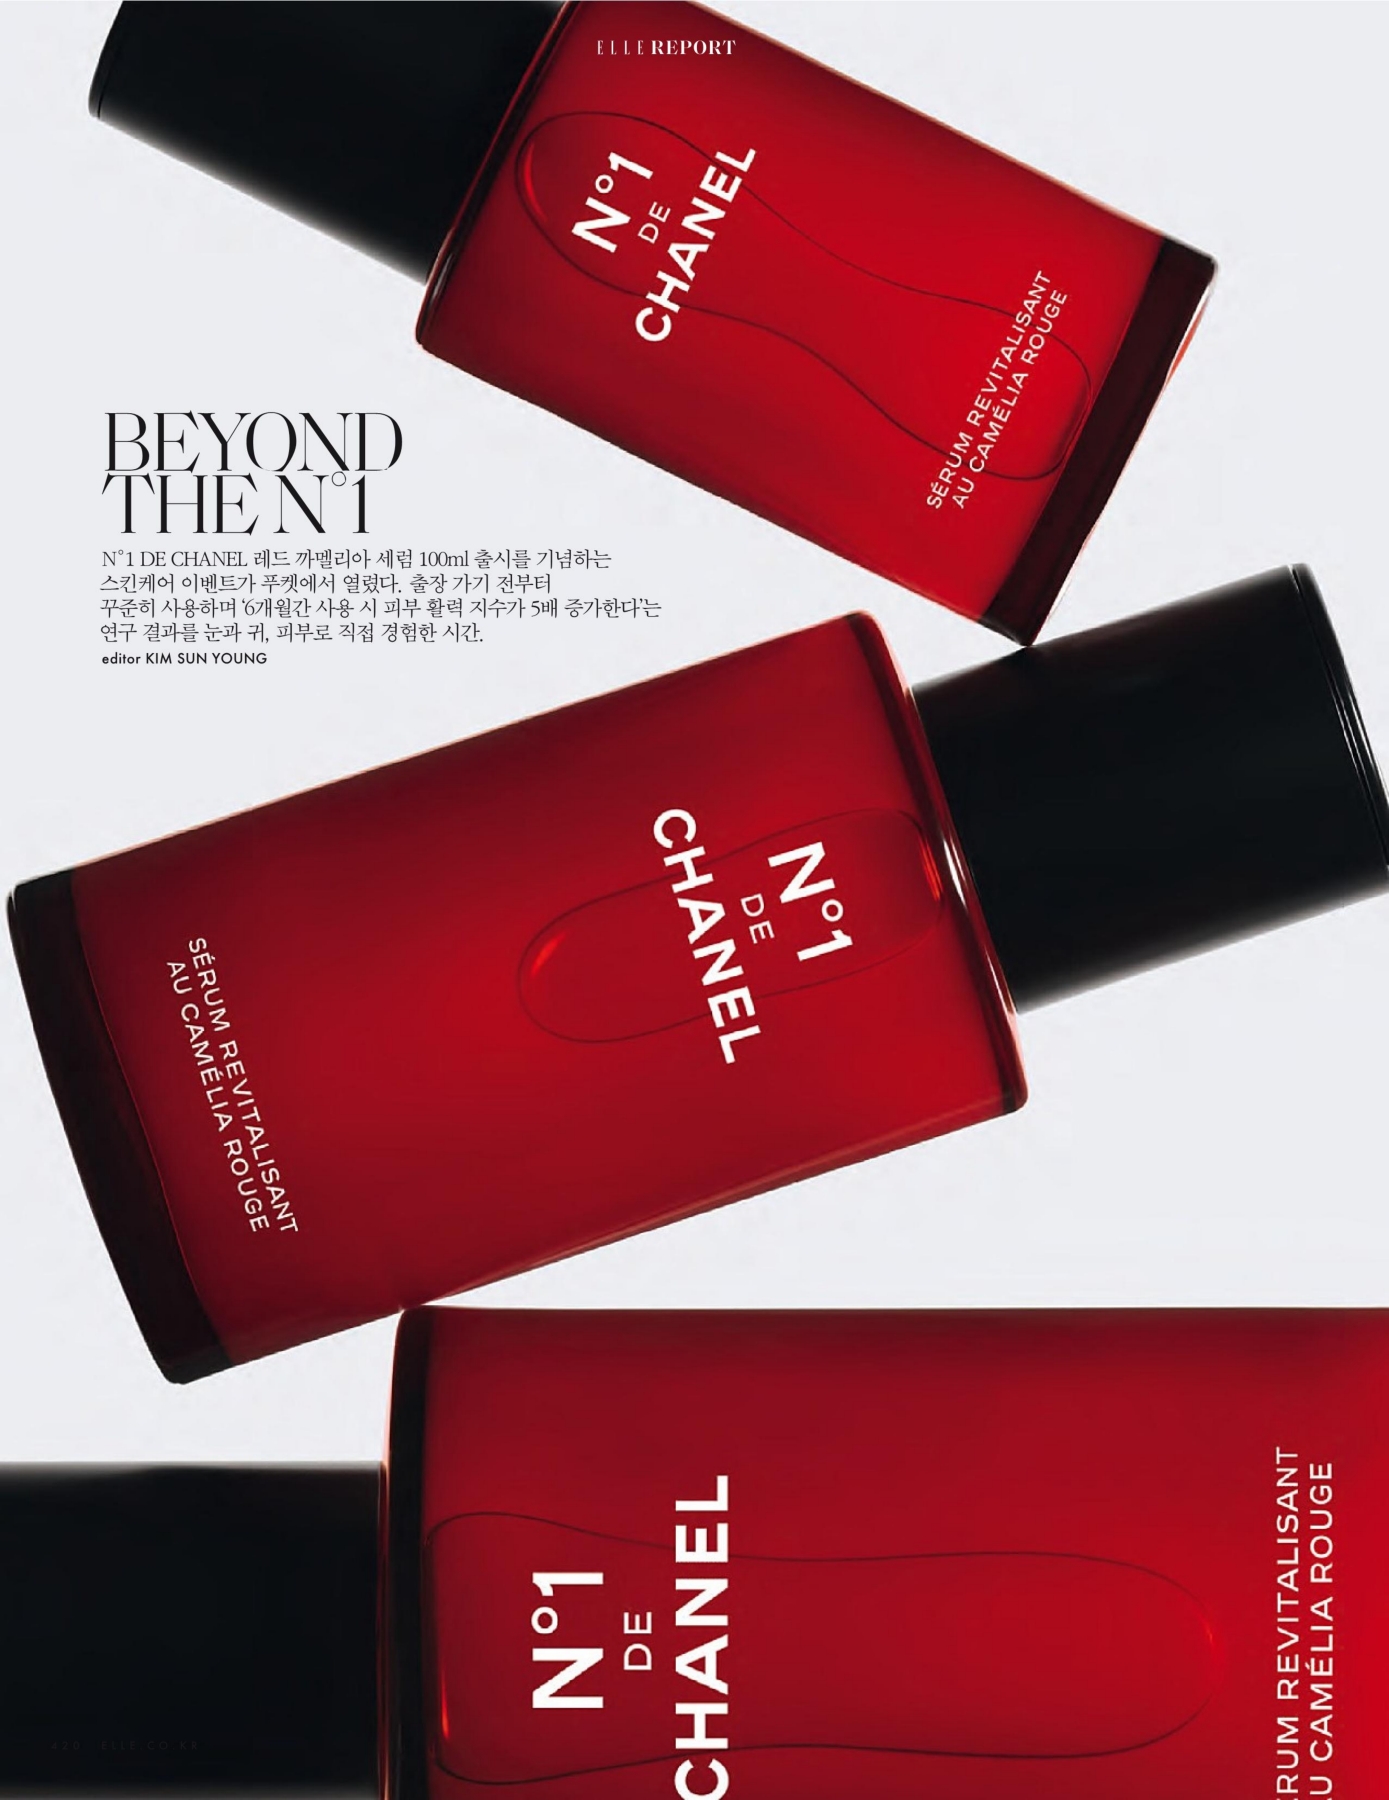 ELLE REPORT
N°1
DE
CHANEL
SÉRUM REVITALISANT
AU CAMÉLIA ROUGE
BEYOND
THE N°1
N°1 DE CHANEL 레드 까멜리아 세럼 100ml 출시를 기념하는
스킨케어 이벤트가 푸켓에서 열렸다. 출장 가기 전부터
꾸준히 사용하며 ‘6개월간 사용 시 피부 활력 지수가 5배 증가한다’는
연구 결과를 눈과 귀, 피부로 직접 경험한 시간.
editor KIM SUN YOUNG
N°1
DE
CHANEL
SÉRUM REVITALISANT
AU CAMÉLIA ROUGE
N°1
DE
CHANEL
RUM REVITALISANT
U CAMÉLIA ROUGE
ELLE.CO.KR